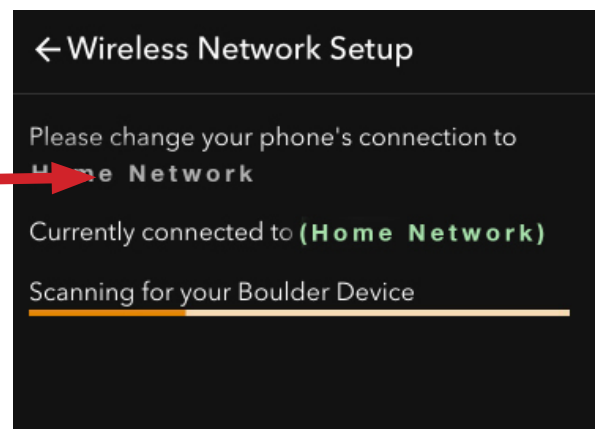 ←Wireless Network Setup
Please change your phone's connection to
Home Network
Currently connected to (Home Network)
Scanning for your Boulder Device